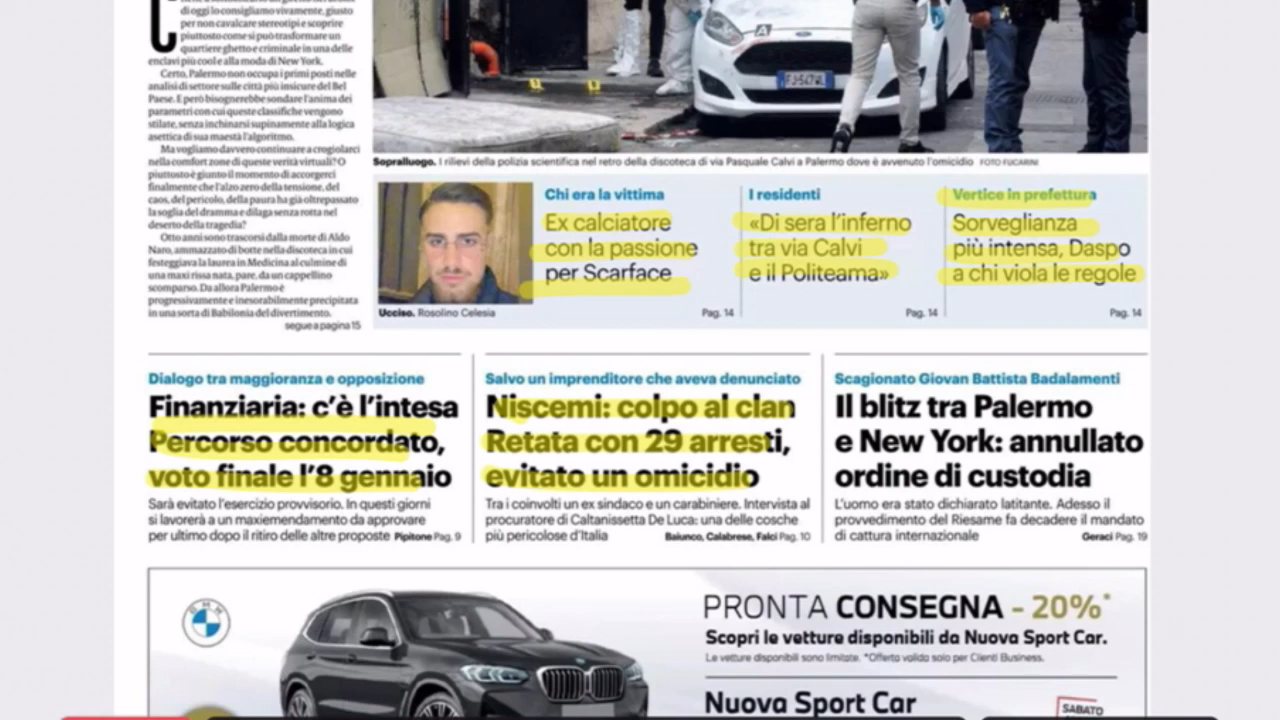 di oggi lo consigliamo vivamente, giusto
per non cavalcare stereotipi e scoprire
piuttosto come si può trasformare un
quartiere ghetto e criminale in una delle
enclavi più cool e alla moda di New York.
Certo, Palermo non occupa i primi posti nelle
analisi di settore sulle città più insicure del Bel
Paese. E però bisognerebbe sondare l'anima dei
parametri con cui queste classifiche vengono
stilate, senza inchinarsi supinamente alla logica
asettica di sua maestà l'algoritmo.
Ma vogliamo davvero continuare a crogiolarci
nella comfort zone di queste verità virtuali? O
piuttosto è giunto il momento di accorgerci
finalmente che l'alzo zero della tensione, del
caos, del pericolo, della paura ha già oltrepassato
la soglia del dramma e dilaga senza rotta nel
deserto della tragedia?
Otto anni sono trascorsi dalla morte di Aldo
Naro, ammazzato di botte nella discoteca in cui
festeggiava la laurea in Medicina al culmine di
una maxi rissa nata, pare, da un cappellino
scomparso. Da allora Palermo è
progressivamente e inesorabilmente precipitata
in una sorta di Babilonia del divertimento.
segue a pagina 15
A
FJ547WL
Sopralluogo. I rilievi della polizia scientifica nel retro della discoteca di via Pasquale Calvi a Palermo dove è avvenuto l'omicidio FOTO FUCARINI
Ucciso. Rosolino Celesia
Chi era la vittima
Ex calciatore
con la passione
per Scarface
Pag. 14
I residenti
«Di sera l'inferno
tra via Calvi
e il Politeama»
Pag. 14
Vertice in prefettura
Sorveglianza
più intensa, Daspo
a chi viola le regole
Pag. 14
Dialogo tra maggioranza e opposizione
Finanziaria: c'è l'intesa
Percorso concordato,
voto finale l'8 gennaio
Sarà evitato l'esercizio provvisorio. In questi giorni
si lavorerà a un maxiemendamento da approvare
per ultimo dopo il ritiro delle altre proposte Pipitone Pag. 9
Salvo un imprenditore che aveva denunciato
Niscemi: colpo al clan
Retata con 29 arresti,
evitato un omicidio
Tra i coinvolti un ex sindaco e un carabiniere. Intervista al
procuratore di Caltanissetta De Luca: una delle cosche
più pericolose d'Italia Baiunco, Calabrese, Falci Pag. 10
Scagionato Giovan Battista Badalamenti
Il blitz tra Palermo
e New York: annullato
ordine di custodia
L'uomo era stato dichiarato latitante. Adesso il
provvedimento del Riesame fa decadere il mandato
di cattura internazionale Geraci Pag. 19
BMW
PRONTA CONSEGNA - 20%*
Scopri le vetture disponibili da Nuova Sport Car.
Le vetture disponibili sono limitate. *Offerta valida solo per Clienti Business.
Nuova Sport Car
SABATO